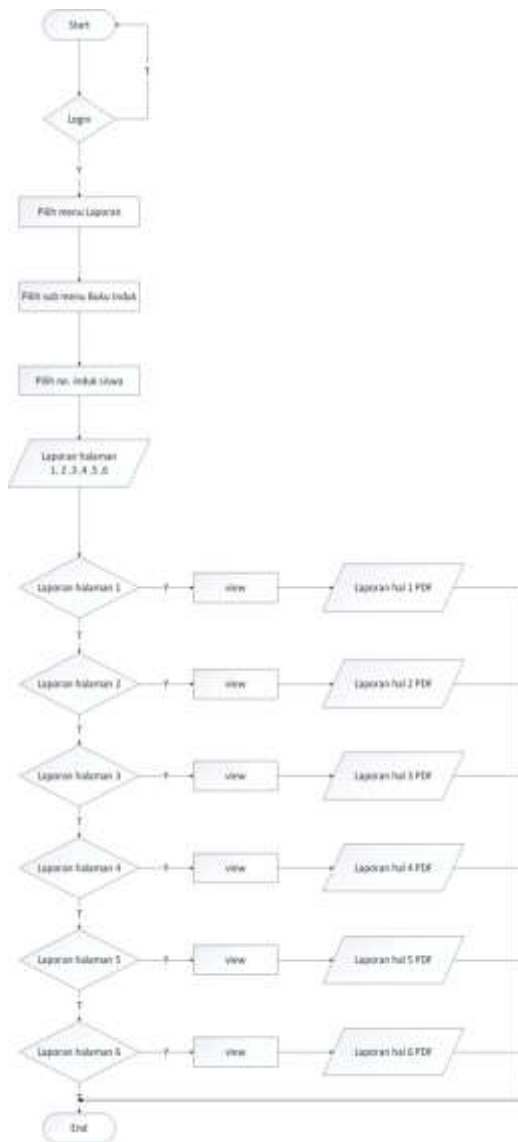 Start
T
Login
Y
Pilih menu Laporan
Pilih sub menu Buku Induk
Pilih no. induk siswa
Laporan halaman
1, 2 ,3 ,4 ,5 ,6
Laporan halaman 1
Y
view
Laporan hal 1 PDF
T
Laporan halaman 2
Y
view
Laporan hal 2 PDF
T
Laporan halaman 3
Y
view
Laporan hal 3 PDF
T
Laporan halaman 4
Y
view
Laporan hal 4 PDF
T
Laporan halaman 5
Y
view
Laporan hal 5 PDF
T
Laporan halaman 6
Y
view
Laporan hal 6 PDF
T
End